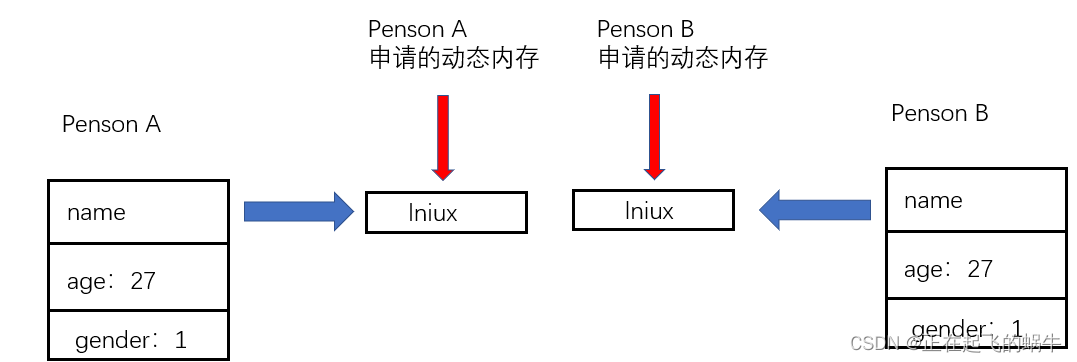 Penson A
申请的动态内存
Penson B
申请的动态内存
Penson A
Penson B
name
lniux
lniux
name
age：27
age：27
gender：1
gender：1
CSDN @正在起飞的蜗牛